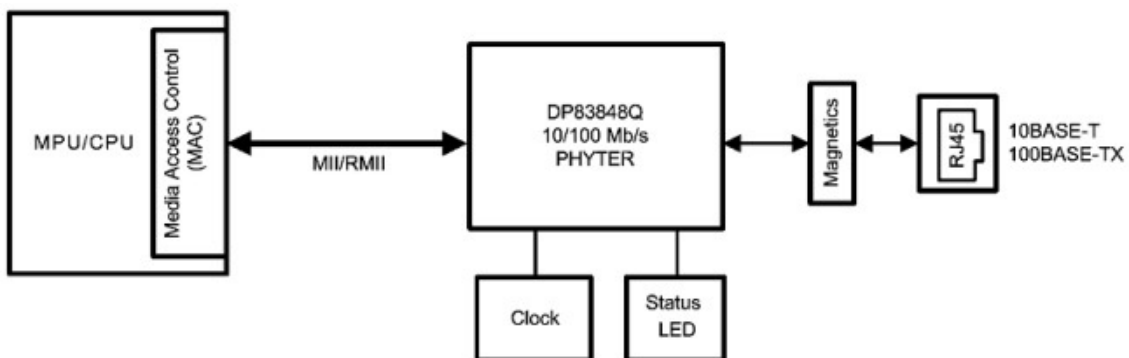 MPU/CPU
Media Access Control
(MAC)
MII/RMII
DP83848Q
10/100 Mb/s
PHYTER
Magnetics
RJ45
10BASE-T
100BASE-TX
Clock
Status
LED